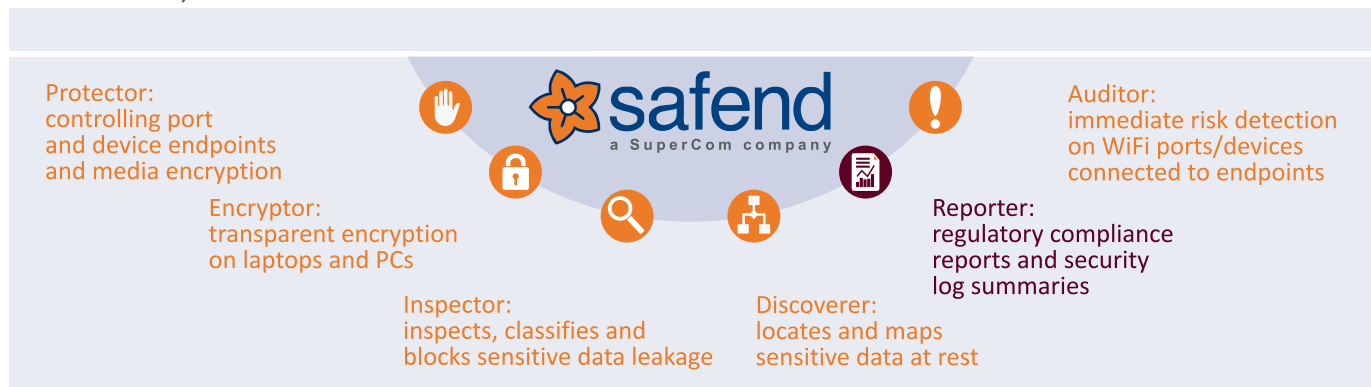 safend
a SuperCom company
Protector:
controlling port
and device endpoints
and media encryption
Encryptor:
transparent encryption
on laptops and PCs
Inspector:
inspects, classifies and
blocks sensitive data leakage
Discoverer:
locates and maps
sensitive data at rest
Reporter:
regulatory compliance
reports and security
log summaries
Auditor:
immediate risk detection
on WiFi ports/devices
connected to endpoints